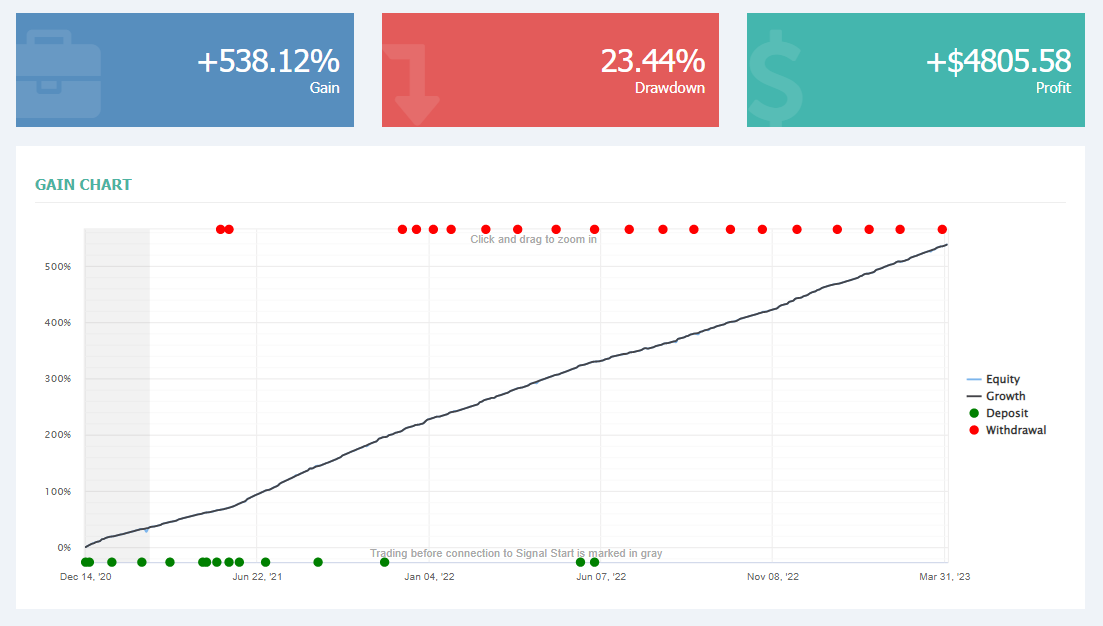 +538.12%
Gain
23.44%
Drawdown
+$4805.58
Profit
GAIN CHART
Click and drag to zoom in
500%
400%
300%
200%
100%
0%
Equity
Growth
Deposit
Withdrawal
Trading before connection to Signal Start is marked in gray
Dec 14, '20
Jun 22, '21
Jan 04, '22
Jun 07, '22
Nov 08, '22
Mar 31, '23